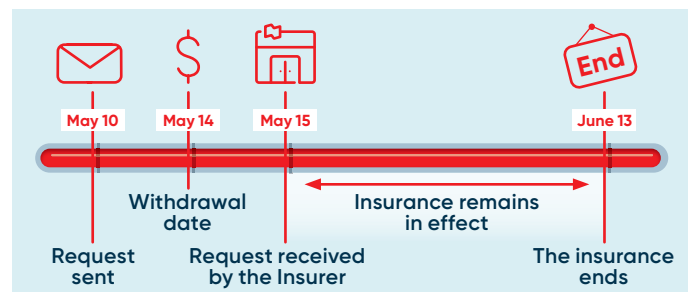 $
End
May 10
May 14
May 15
June 13
Withdrawal
date
Insurance remains
in effect
Request
sent
Request received
by the Insurer
The insurance
ends